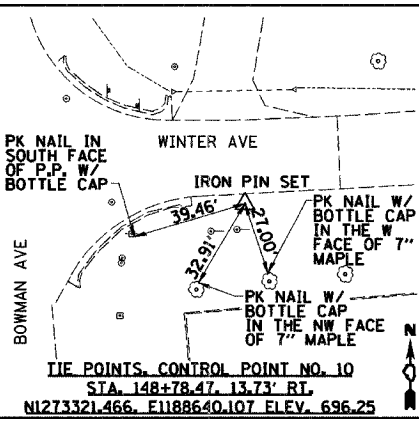 WINTER AVE
PK NAIL IN
SOUTH FACE
OF P.P. W/
BOTTLE CAP
IRON PIN SET
39.46'
27.00'
32.91'
PK NAIL W/
BOTTLE CAP
IN THE W
FACE OF 7"
MAPLE
BOWMAN AVE
PK NAIL W/
BOTTLE CAP
IN THE NW FACE
OF 7" MAPLE
N
TIE POINTS, CONTROL POINT NO. 10
STA. 148+78.47, 13.73' RT.
N1273321.466, E1188640.107 ELEV. 696.25